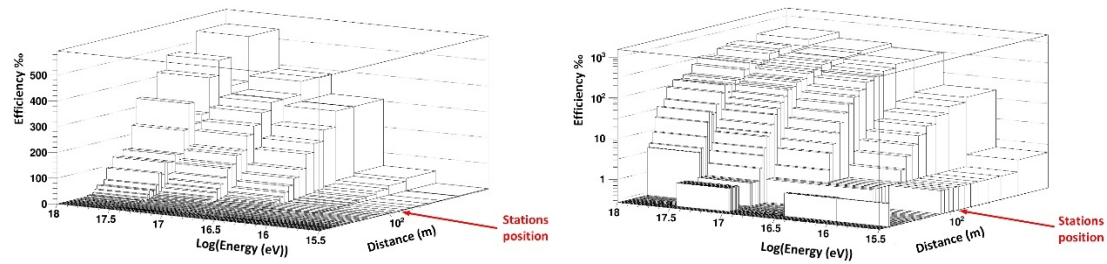 Efficiency ‰
500
400
300
200
100
0
18
17.5
17
16.5
16
15.5
Log(Energy (eV))
10²
Distance (m)
Stations
position
Efficiency ‰
10³
10²
10
1
18
17.5
17
16.5
16
15.5
Log(Energy (eV))
10²
Distance (m)
Stations
position